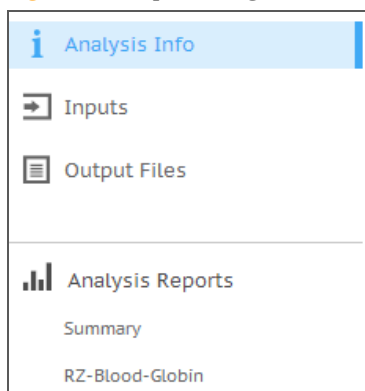 Analysis Info
Inputs
Output Files
Analysis Reports
Summary
RZ-Blood-Globin